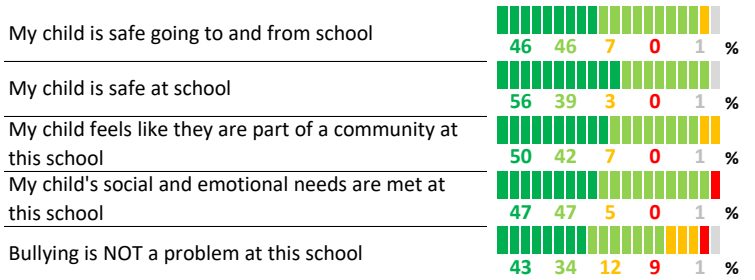 My child is safe going to and from school
46 46 7 0 1 %
My child is safe at school
56 39 3 0 1 %
My child feels like they are part of a community at
this school
50 42 7 0 1 %
My child's social and emotional needs are met at
this school
47 47 5 0 1 %
Bullying is NOT a problem at this school
43 34 12 9 1 %